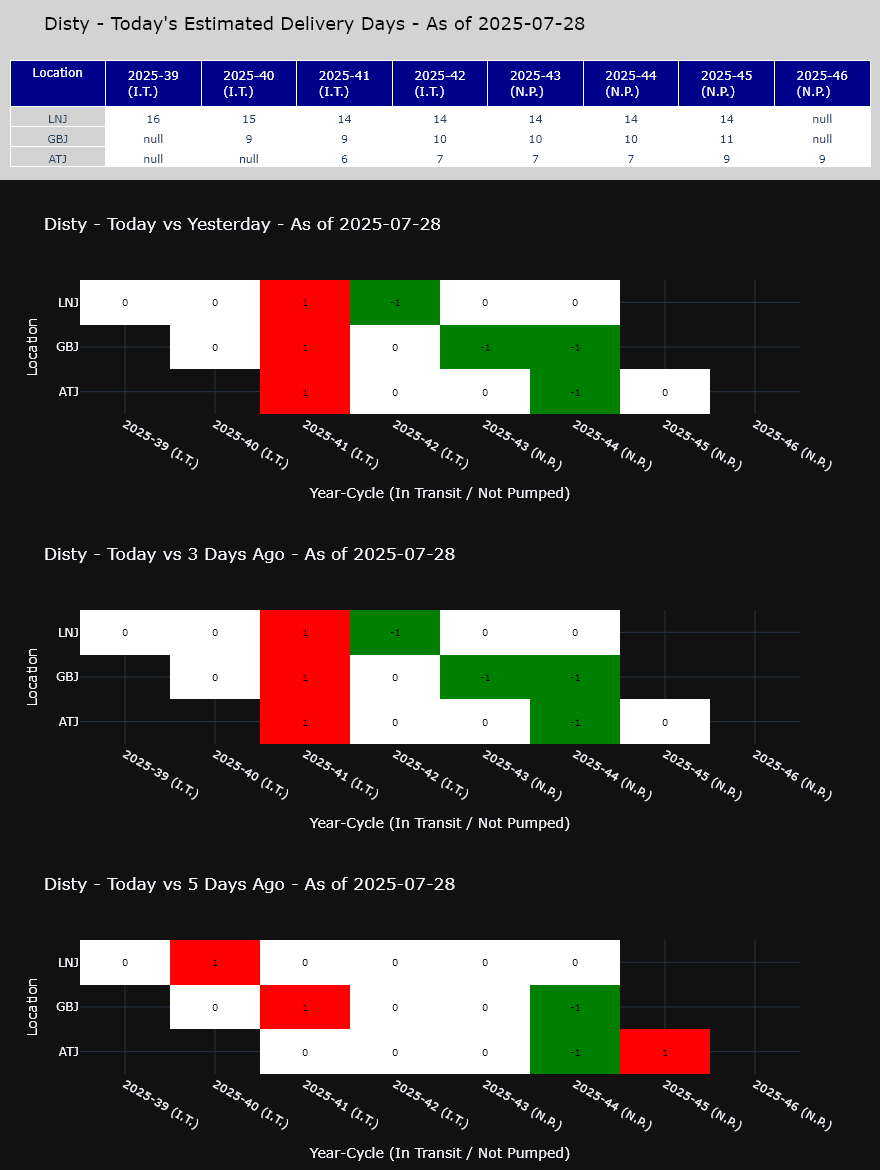 Disty - Today's Estimated Delivery Days - As of 2025-07-28
Location 2025-39 (I.T.) 2025-40 (I.T.) 2025-41 (I.T.) 2025-42 (I.T.) 2025-43 (N.P.) 2025-44 (N.P.) 2025-45 (N.P.) 2025-46 (N.P.)
LNJ 16 15 14 14 14 14 14 null
GBJ null 9 9 10 10 10 11 null
ATJ null null 6 7 7 7 9 9
Disty - Today vs Yesterday - As of 2025-07-28
Location
LNJ 0 0 1 -1 0 0
GBJ 0 1 0 -1 -1
ATJ 1 0 0 -1 0
2025-39 (I.T.) 2025-40 (I.T.) 2025-41 (I.T.) 2025-42 (I.T.) 2025-43 (N.P.) 2025-44 (N.P.) 2025-45 (N.P.) 2025-46 (N.P.)
Year-Cycle (In Transit / Not Pumped)
Disty - Today vs 3 Days Ago - As of 2025-07-28
Location
LNJ 0 0 1 -1 0 0
GBJ 0 1 0 -1 -1
ATJ 1 0 0 -1 0
2025-39 (I.T.) 2025-40 (I.T.) 2025-41 (I.T.) 2025-42 (I.T.) 2025-43 (N.P.) 2025-44 (N.P.) 2025-45 (N.P.) 2025-46 (N.P.)
Year-Cycle (In Transit / Not Pumped)
Disty - Today vs 5 Days Ago - As of 2025-07-28
Location
LNJ 0 1 0 0 0 0
GBJ 0 1 0 0 -1
ATJ 0 0 0 -1 1
2025-39 (I.T.) 2025-40 (I.T.) 2025-41 (I.T.) 2025-42 (I.T.) 2025-43 (N.P.) 2025-44 (N.P.) 2025-45 (N.P.) 2025-46 (N.P.)
Year-Cycle (In Transit / Not Pumped)